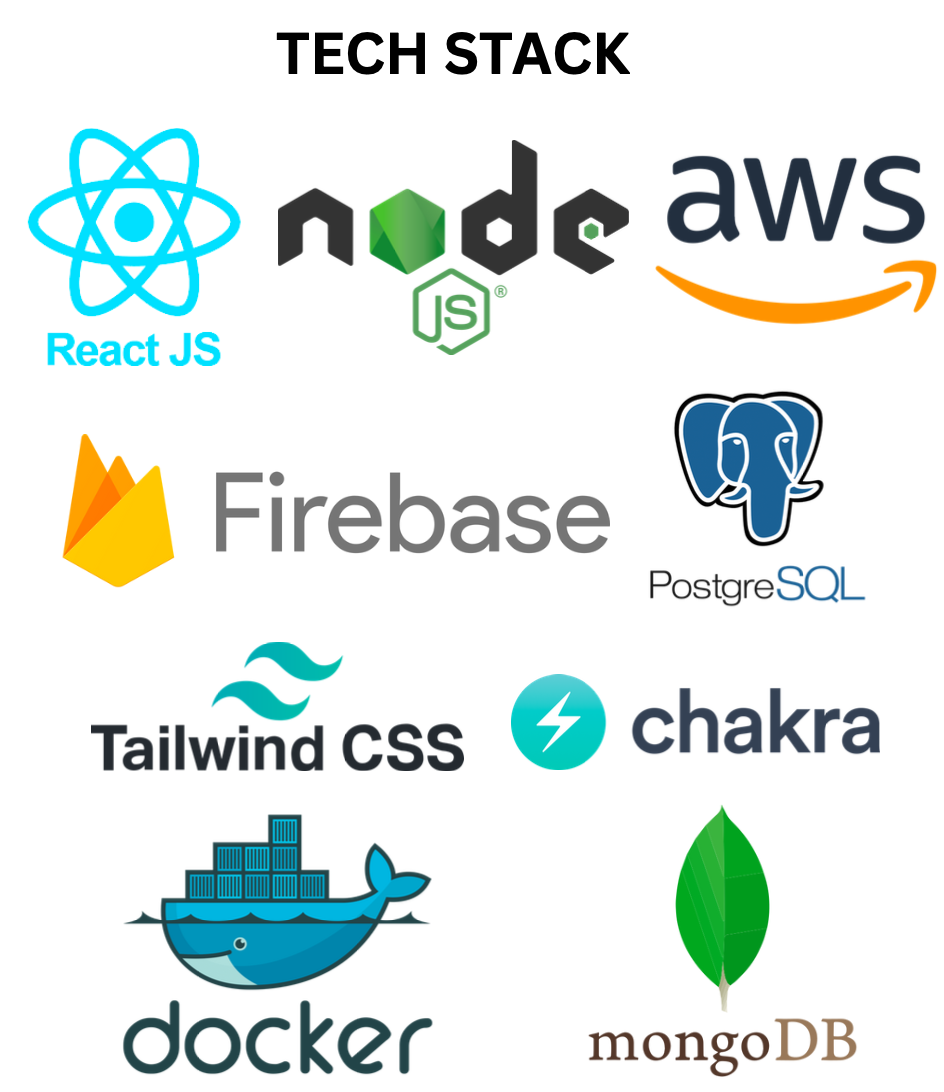 TECH STACK
node
aws
JS®
React JS
Firebase
PostgreSQL
Tailwind CSS
chakra
docker
mongoDB